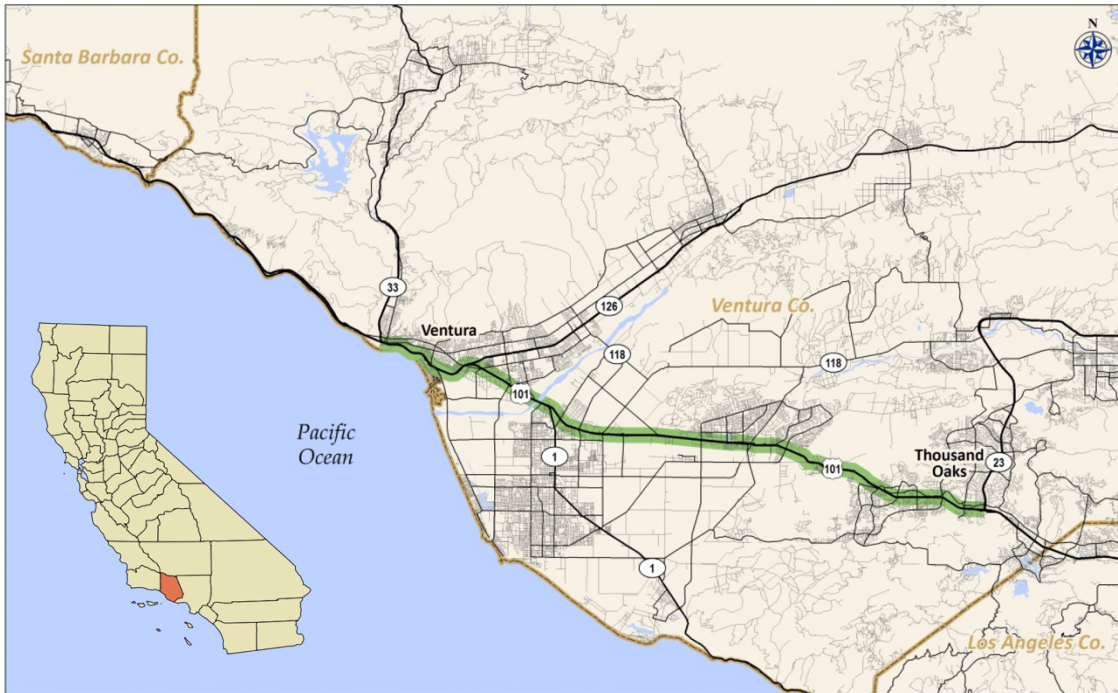 N
Santa Barbara Co.
33
Ventura
126
Ventura Co.
118
118
101
Pacific
Ocean
1
101
Thousand
Oaks
23
1
Los Angeles Co.